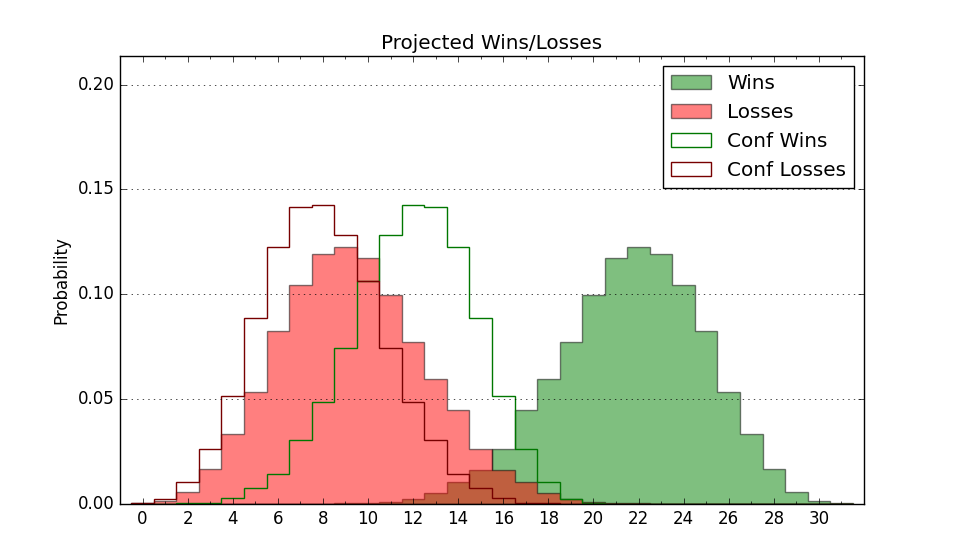 Projected Wins/Losses
Wins
Losses
Conf Wins
Conf Losses
Probability
0.20
0.15
0.10
0.05
0.00
0 2 4 6 8 10 12 14 16 18 20 22 24 26 28 30